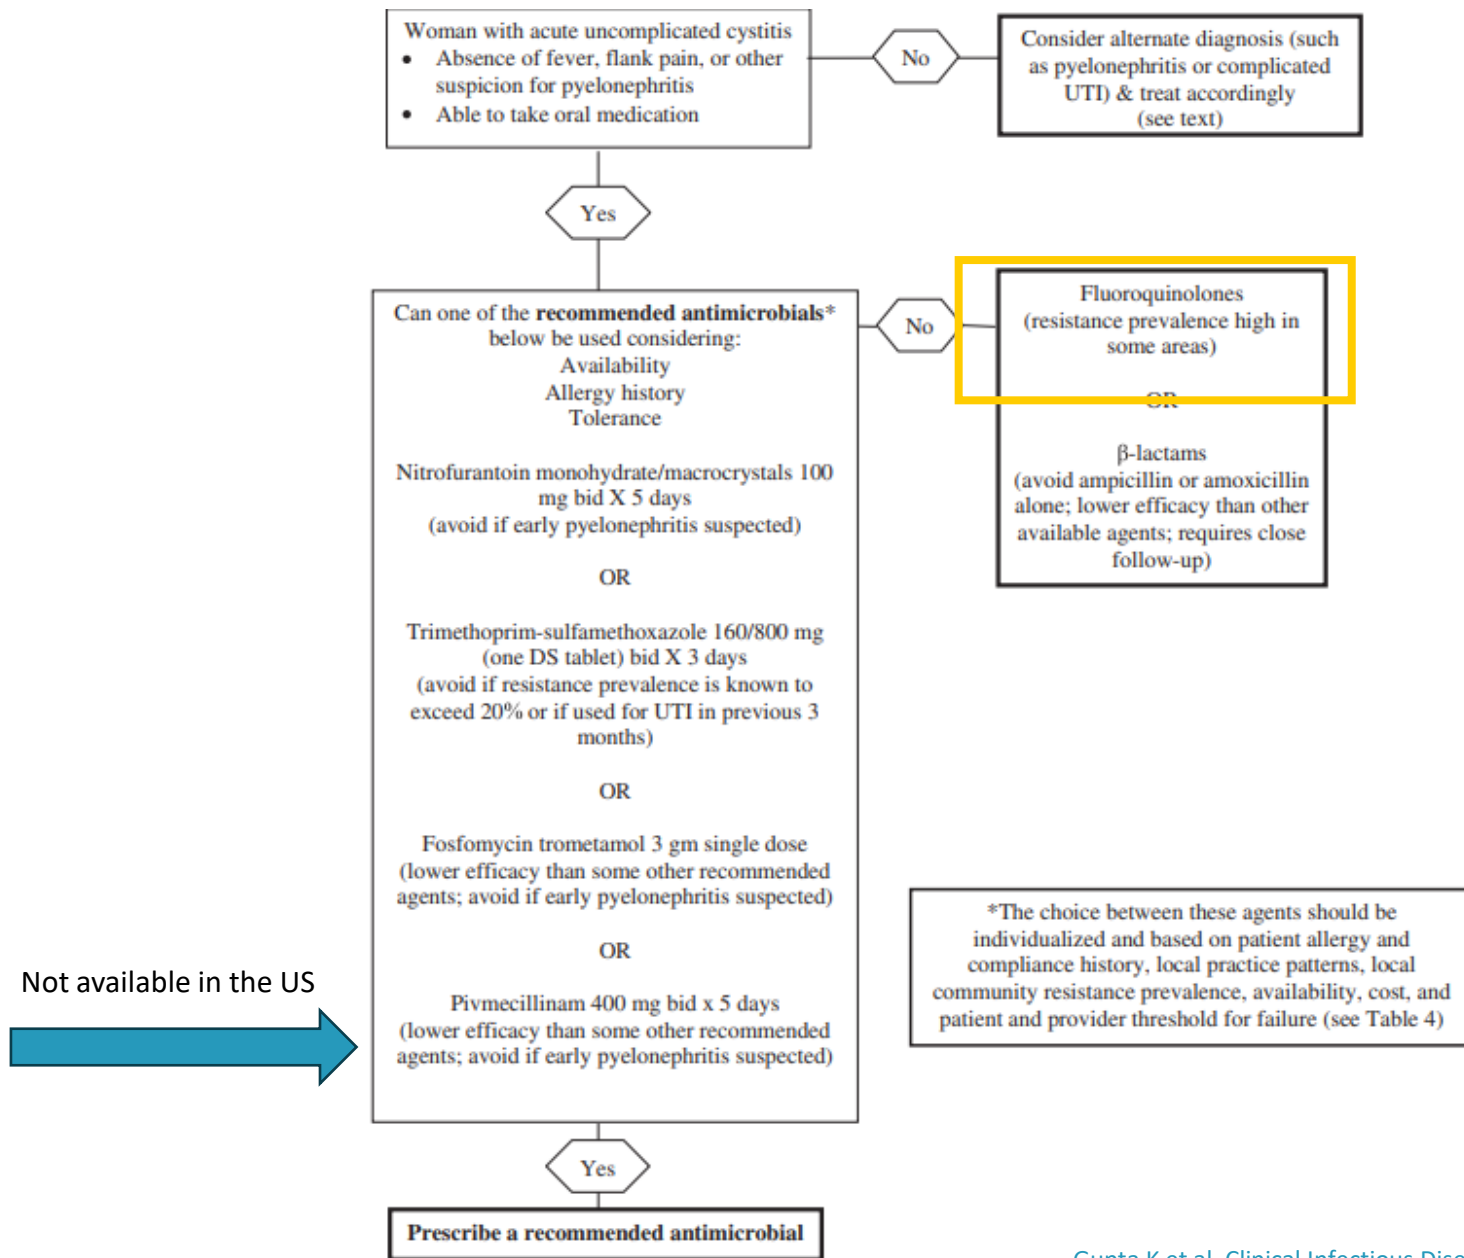 Woman with acute uncomplicated cystitis
• Absence of fever, flank pain, or other
suspicion for pyelonephritis
• Able to take oral medication
No
Consider alternate diagnosis (such
as pyelonephritis or complicated
UTI) & treat accordingly
(see text)
Yes
Can one of the recommended antimicrobials*
below be used considering:
Availability
Allergy history
Tolerance
Nitrofurantoin monohydrate/macrocrystals 100
mg bid X 5 days
(avoid if early pyelonephritis suspected)
OR
Trimethoprim-sulfamethoxazole 160/800 mg
(one DS tablet) bid X 3 days
(avoid if resistance prevalence is known to
exceed 20% or if used for UTI in previous 3
months)
OR
Fosfomycin trometamol 3 gm single dose
(lower efficacy than some other recommended
agents; avoid if early pyelonephritis suspected)
OR
Pivmecillinam 400 mg bid x 5 days
(lower efficacy than some other recommended
agents; avoid if early pyelonephritis suspected)
No
Fluoroquinolones
(resistance prevalence high in
some areas)
OR
β-lactams
(avoid ampicillin or amoxicillin
alone; lower efficacy than other
available agents; requires close
follow-up)
Not available in the US
*The choice between these agents should be
individualized and based on patient allergy and
compliance history, local practice patterns, local
community resistance prevalence, availability, cost, and
patient and provider threshold for failure (see Table 4)
Yes
Prescribe a recommended antimicrobial
Gupta K et al. Clinical Infectious